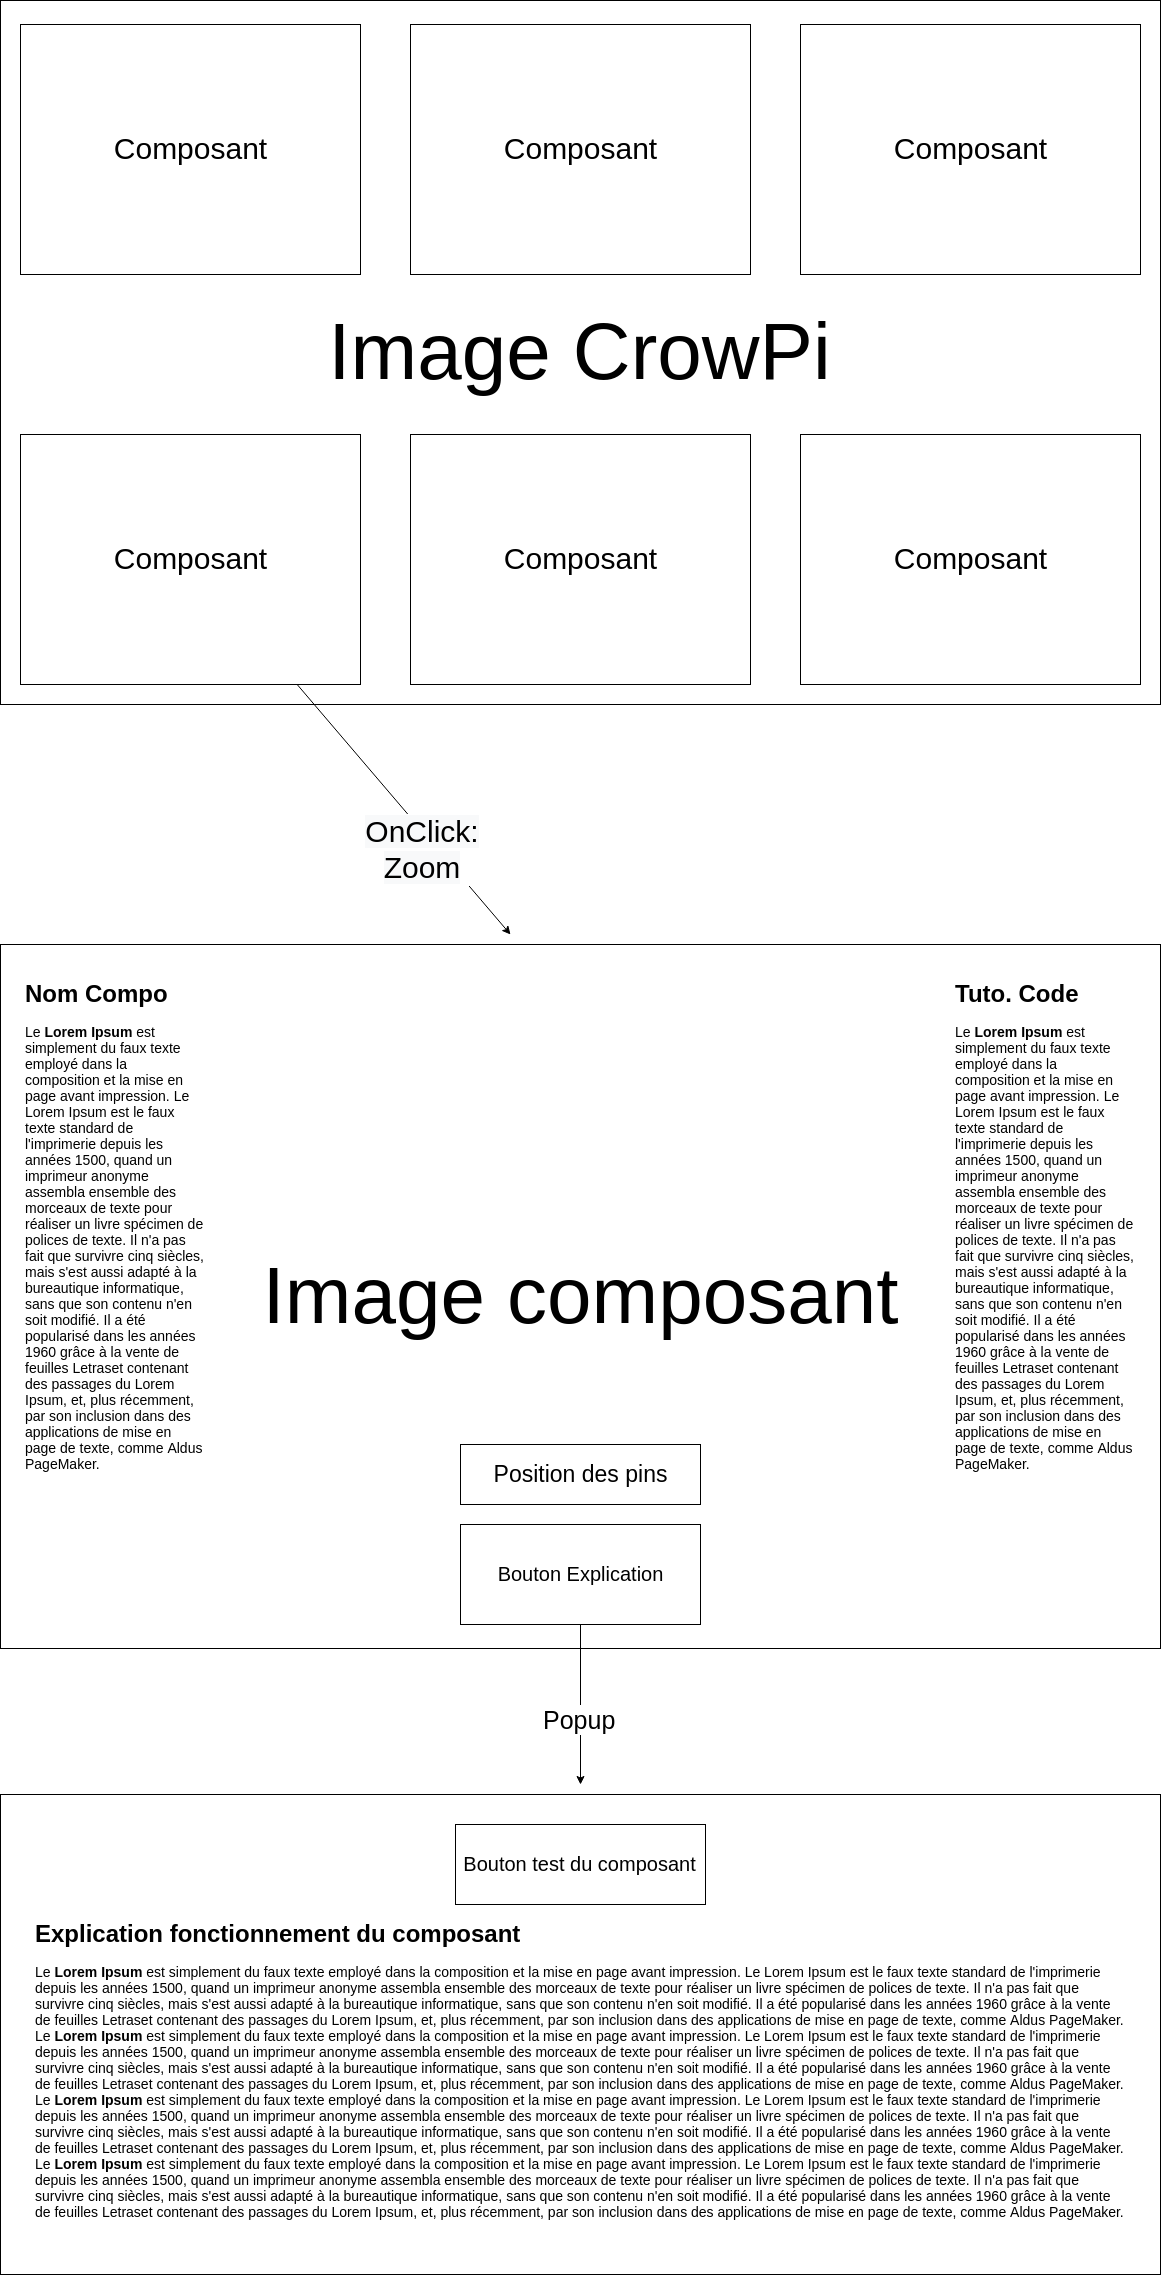 Composant
Composant
Composant
Image CrowPi
Composant
Composant
Composant
OnClick:
Zoom
Nom Compo
Le Lorem Ipsum est
simplement du faux texte
employé dans la
composition et la mise en
page avant impression. Le
Lorem Ipsum est le faux
texte standard de
l'imprimerie depuis les
années 1500, quand un
imprimeur anonyme
assembla ensemble des
morceaux de texte pour
réaliser un livre spécimen de
polices de texte. Il n'a pas
fait que survivre cinq siècles,
mais s'est aussi adapté à la
bureautique informatique,
sans que son contenu n'en
soit modifié. Il a été
popularisé dans les années
1960 grâce à la vente de
feuilles Letraset contenant
des passages du Lorem
Ipsum, et, plus récemment,
par son inclusion dans des
applications de mise en
page de texte, comme Aldus
PageMaker.
Image composant
Tuto. Code
Le Lorem Ipsum est
simplement du faux texte
employé dans la
composition et la mise en
page avant impression. Le
Lorem Ipsum est le faux
texte standard de
l'imprimerie depuis les
années 1500, quand un
imprimeur anonyme
assembla ensemble des
morceaux de texte pour
réaliser un livre spécimen de
polices de texte. Il n'a pas
fait que survivre cinq siècles,
mais s'est aussi adapté à la
bureautique informatique,
sans que son contenu n'en
soit modifié. Il a été
popularisé dans les années
1960 grâce à la vente de
feuilles Letraset contenant
des passages du Lorem
Ipsum, et, plus récemment,
par son inclusion dans des
applications de mise en
page de texte, comme Aldus
PageMaker.
Position des pins
Bouton Explication
Popup
Bouton test du composant
Explication fonctionnement du composant
Le Lorem Ipsum est simplement du faux texte employé dans la composition et la mise en page avant impression. Le Lorem Ipsum est le faux texte standard de l'imprimerie
depuis les années 1500, quand un imprimeur anonyme assembla ensemble des morceaux de texte pour réaliser un livre spécimen de polices de texte. Il n'a pas fait que
survivre cinq siècles, mais s'est aussi adapté à la bureautique informatique, sans que son contenu n'en soit modifié. Il a été popularisé dans les années 1960 grâce à la vente
de feuilles Letraset contenant des passages du Lorem Ipsum, et, plus récemment, par son inclusion dans des applications de mise en page de texte, comme Aldus PageMaker.
Le Lorem Ipsum est simplement du faux texte employé dans la composition et la mise en page avant impression. Le Lorem Ipsum est le faux texte standard de l'imprimerie
depuis les années 1500, quand un imprimeur anonyme assembla ensemble des morceaux de texte pour réaliser un livre spécimen de polices de texte. Il n'a pas fait que
survivre cinq siècles, mais s'est aussi adapté à la bureautique informatique, sans que son contenu n'en soit modifié. Il a été popularisé dans les années 1960 grâce à la vente
de feuilles Letraset contenant des passages du Lorem Ipsum, et, plus récemment, par son inclusion dans des applications de mise en page de texte, comme Aldus PageMaker.
Le Lorem Ipsum est simplement du faux texte employé dans la composition et la mise en page avant impression. Le Lorem Ipsum est le faux texte standard de l'imprimerie
depuis les années 1500, quand un imprimeur anonyme assembla ensemble des morceaux de texte pour réaliser un livre spécimen de polices de texte. Il n'a pas fait que
survivre cinq siècles, mais s'est aussi adapté à la bureautique informatique, sans que son contenu n'en soit modifié. Il a été popularisé dans les années 1960 grâce à la vente
de feuilles Letraset contenant des passages du Lorem Ipsum, et, plus récemment, par son inclusion dans des applications de mise en page de texte, comme Aldus PageMaker.
Le Lorem Ipsum est simplement du faux texte employé dans la composition et la mise en page avant impression. Le Lorem Ipsum est le faux texte standard de l'imprimerie
depuis les années 1500, quand un imprimeur anonyme assembla ensemble des morceaux de texte pour réaliser un livre spécimen de polices de texte. Il n'a pas fait que
survivre cinq siècles, mais s'est aussi adapté à la bureautique informatique, sans que son contenu n'en soit modifié. Il a été popularisé dans les années 1960 grâce à la vente
de feuilles Letraset contenant des passages du Lorem Ipsum, et, plus récemment, par son inclusion dans des applications de mise en page de texte, comme Aldus PageMaker.